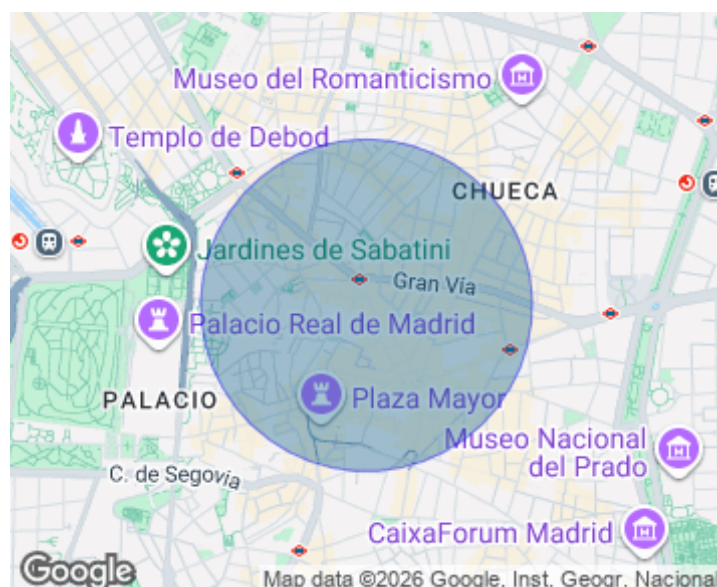 Museo del Romanticismo
Templo de Debod
CHUECA
Jardines de Sabatini
Gran Vía
Palacio Real de Madrid
PALACIO
Plaza Mayor
Museo Nacional
del Prado
C. de Segovia
CaixaForum Madrid
Google
Map data ©2026 Google, Inst. Geogr. Nacional